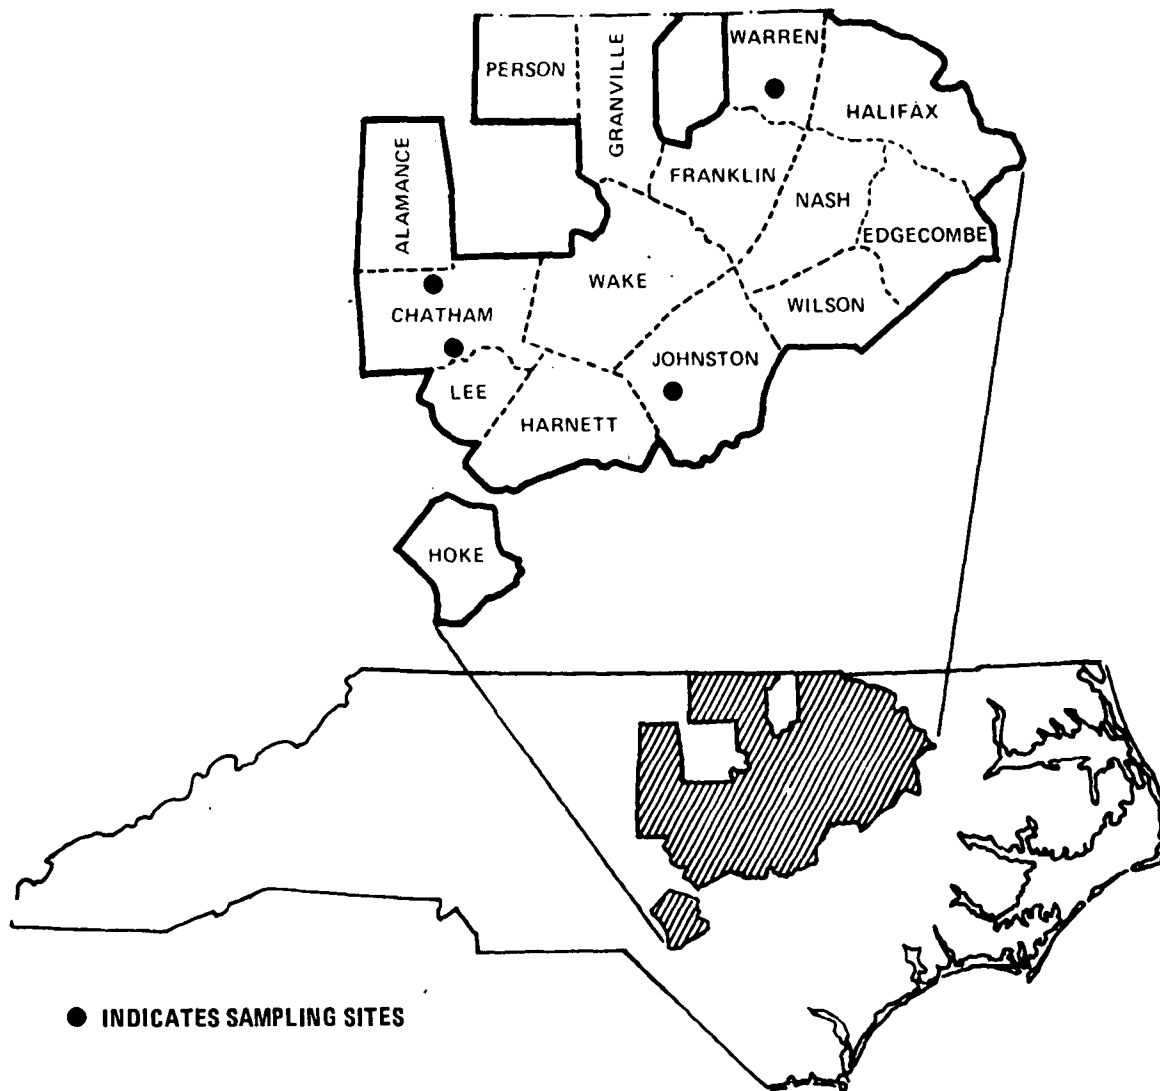 WARREN
PERSON
GRANVILLE
HALIFAX
ALAMANCE
FRANKLIN
NASH
EDGECOMBE
WAKE
CHATHAM
WILSON
JOHNSTON
LEE
HARNETT
HOKE
INDICATES SAMPLING SITES